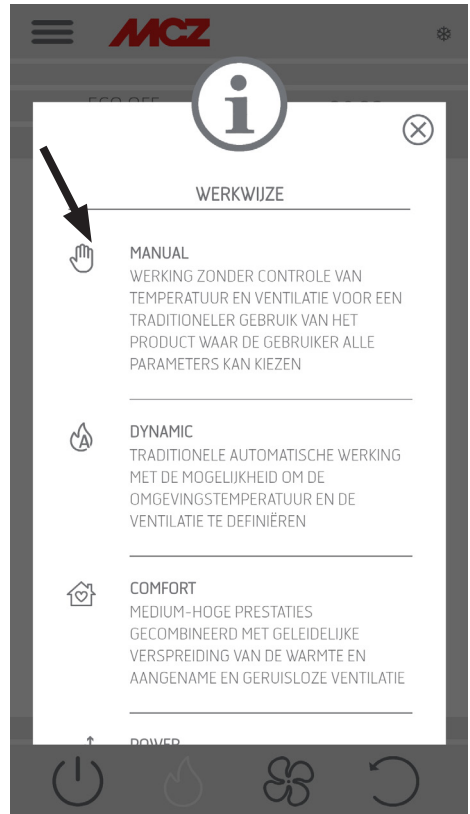 MCZ
i
WERKWIJZE
MANUAL
WERKING ZONDER CONTROLE VAN
TEMPERATUUR EN VENTILATIE VOOR EEN
TRADITIONELER GEBRUIK VAN HET
PRODUCT WAAR DE GEBRUIKER ALLE
PARAMETERS KAN KIEZEN
A
DYNAMIC
TRADITIONELE AUTOMATISCHE WERKING
MET DE MOGELIJKHEID OM DE
OMGEVINGSTEMPERATUUR EN DE
VENTILATIE TE DEFINIËREN
COMFORT
MEDIUM-HOGE PRESTATIES
GECOMBINEERD MET GELEIDELIJKE
VERSPREIDING VAN DE WARMTE EN
AANGENAME EN GERUISLOZE VENTILATIE
POWER